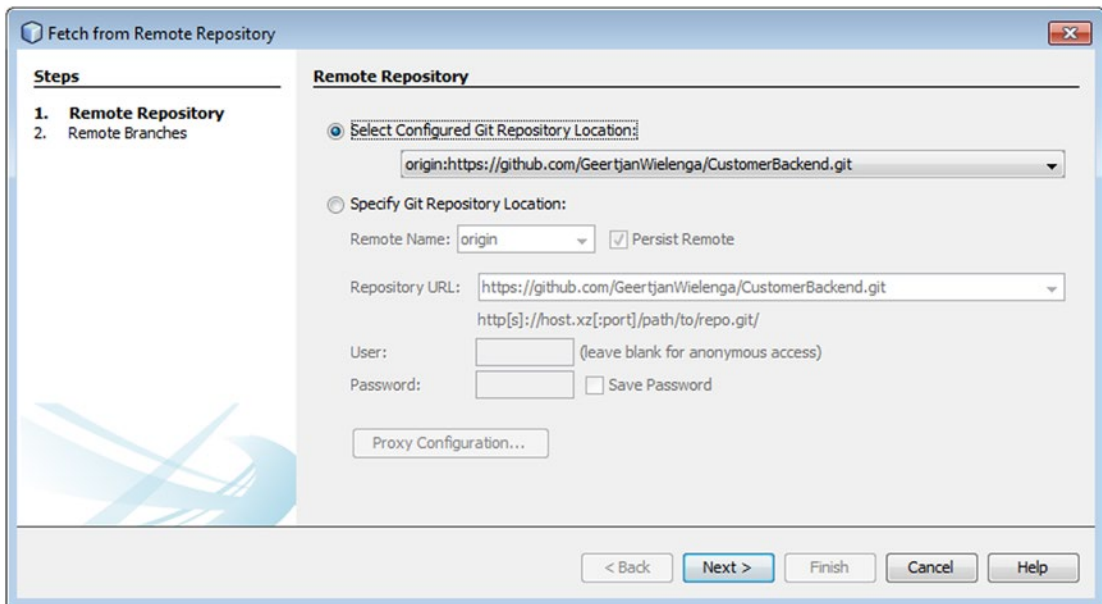 Fetch from Remote Repository
Steps
1. Remote Repository
2. Remote Branches
Remote Repository
Select Configured Git Repository Location:
origin:https://github.com/GeertjanWielenga/CustomerBackend.git
Specify Git Repository Location:
Remote Name: origin Persist Remote
Repository URL: https://github.com/GeertjanWielenga/CustomerBackend.git
http[s]://host.xz[:port]/path/to/repo.git/
User: (leave blank for anonymous access)
Password: Save Password
Proxy Configuration...
< Back Next > Finish Cancel Help